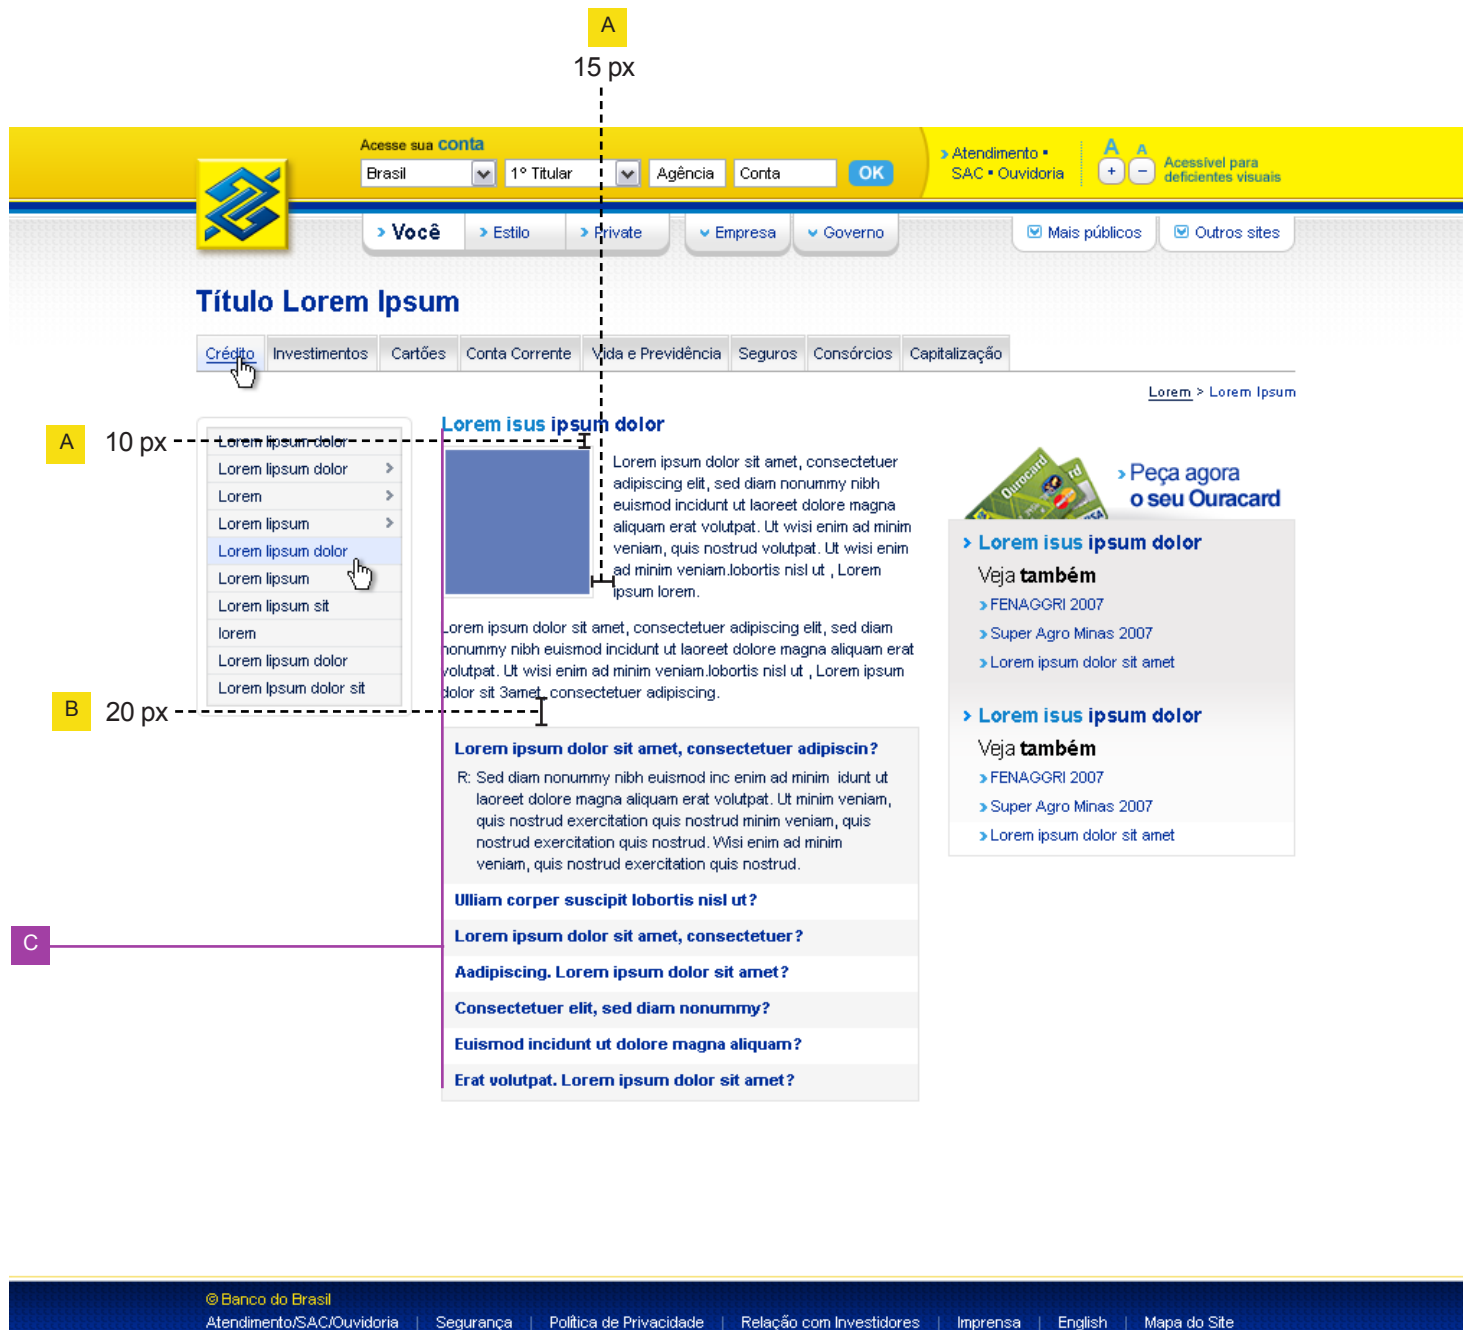 A
15 px
Acesse sua conta
Brasil 1º Titular Agência Conta OK
Atendimento ▪
SAC ▪ Ouvidoria
A A
+ −
Acessível para
deficientes visuais
Você Estilo Private Empresa Governo Mais públicos Outros sites
Título Lorem Ipsum
Crédito Investimentos Cartões Conta Corrente Vida e Previdência Seguros Consórcios Capitalização
Lorem > Lorem Ipsum
A 10 px
Lorem lipsum dolor
Lorem lipsum dolor
Lorem
Lorem lipsum
Lorem lipsum dolor
Lorem lipsum
Lorem lipsum sit
lorem
Lorem lipsum dolor
Lorem Ipsum dolor sit
B 20 px
Lorem isus ipsum dolor
Lorem ipsum dolor sit amet, consectetuer
adipiscing elit, sed diam nonummy nibh
euismod incidunt ut laoreet dolore magna
aliquam erat volutpat. Ut wisi enim ad minim
veniam, quis nostrud volutpat. Ut wisi enim
ad minim veniam.lobortis nisl ut , Lorem
ipsum lorem.
Lorem ipsum dolor sit amet, consectetuer adipiscing elit, sed diam
nonummy nibh euismod incidunt ut laoreet dolore magna aliquam erat
volutpat. Ut wisi enim ad minim veniam.lobortis nisl ut , Lorem ipsum
dolor sit 3amet, consectetuer adipiscing.
Lorem ipsum dolor sit amet, consectetuer adipiscin?
R: Sed diam nonummy nibh euismod inc enim ad minim idunt ut
laoreet dolore magna aliquam erat volutpat. Ut minim veniam,
quis nostrud exercitation quis nostrud minim veniam, quis
nostrud exercitation quis nostrud. Wisi enim ad minim
veniam, quis nostrud exercitation quis nostrud.
Ulliam corper suscipit lobortis nisl ut?
C
Lorem ipsum dolor sit amet, consectetuer?
Aadipiscing. Lorem ipsum dolor sit amet?
Consectetuer elit, sed diam nonummy?
Euismod incidunt ut dolore magna aliquam?
Erat volutpat. Lorem ipsum dolor sit amet?
Ourocard
Peça agora
o seu Ouracard
Lorem isus ipsum dolor
Veja também
FENAGGRI 2007
Super Agro Minas 2007
Lorem ipsum dolor sit amet
Lorem isus ipsum dolor
Veja também
FENAGGRI 2007
Super Agro Minas 2007
Lorem ipsum dolor sit amet
© Banco do Brasil
Atendimento/SAC/Ouvidoria | Segurança | Política de Privacidade | Relação com Investidores | Imprensa | English | Mapa do Site